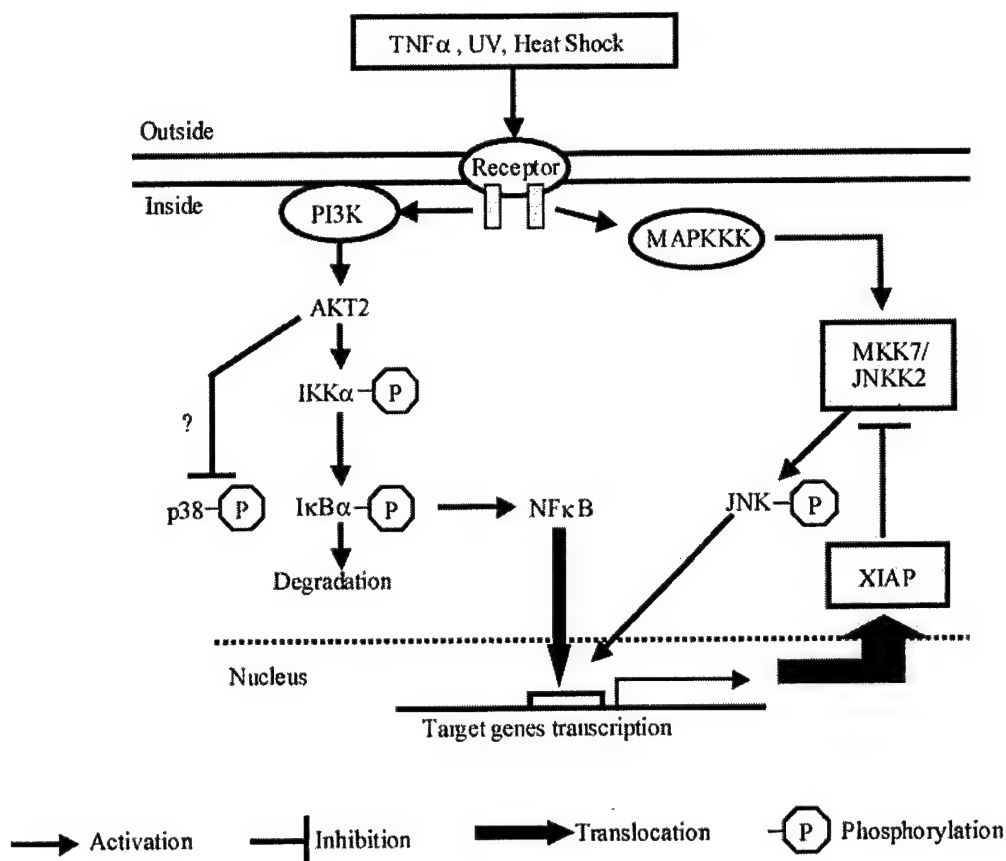 TNFα , UV, Heat Shock
Outside
Receptor
Inside
PI3K
MAPKKK
AKT2
MKK7/
JNKK2
IKKα P
?
p38 P
IκBα P
NFκB
JNK P
Degradation
XIAP
Nucleus
Target genes transcription
Activation
Inhibition
Translocation
P Phosphorylation